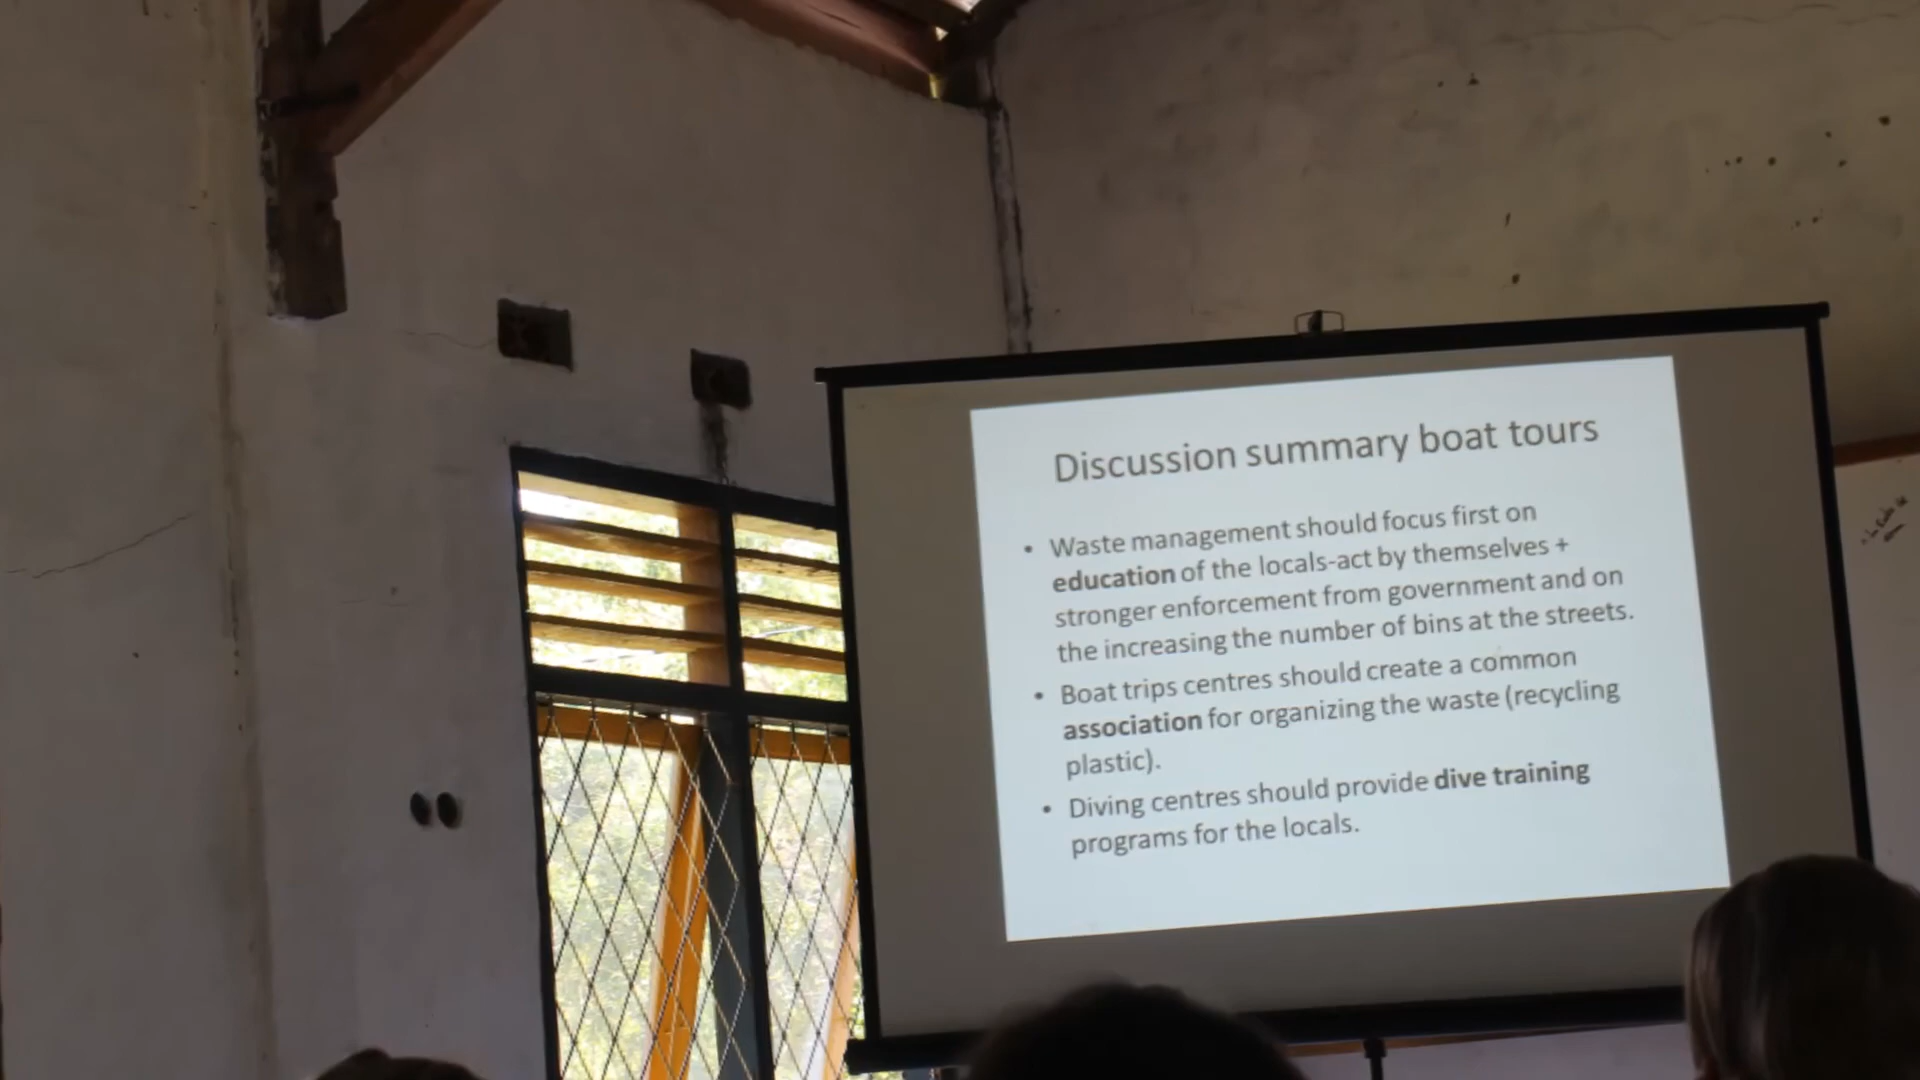 Discussion summary boat tours
• Waste management should focus first on
education of the locals-act by themselves +
stronger enforcement from government and on
the increasing the number of bins at the streets.
• Boat trips centres should create a common
association for organizing the waste (recycling
plastic).
• Diving centres should provide dive training
programs for the locals.